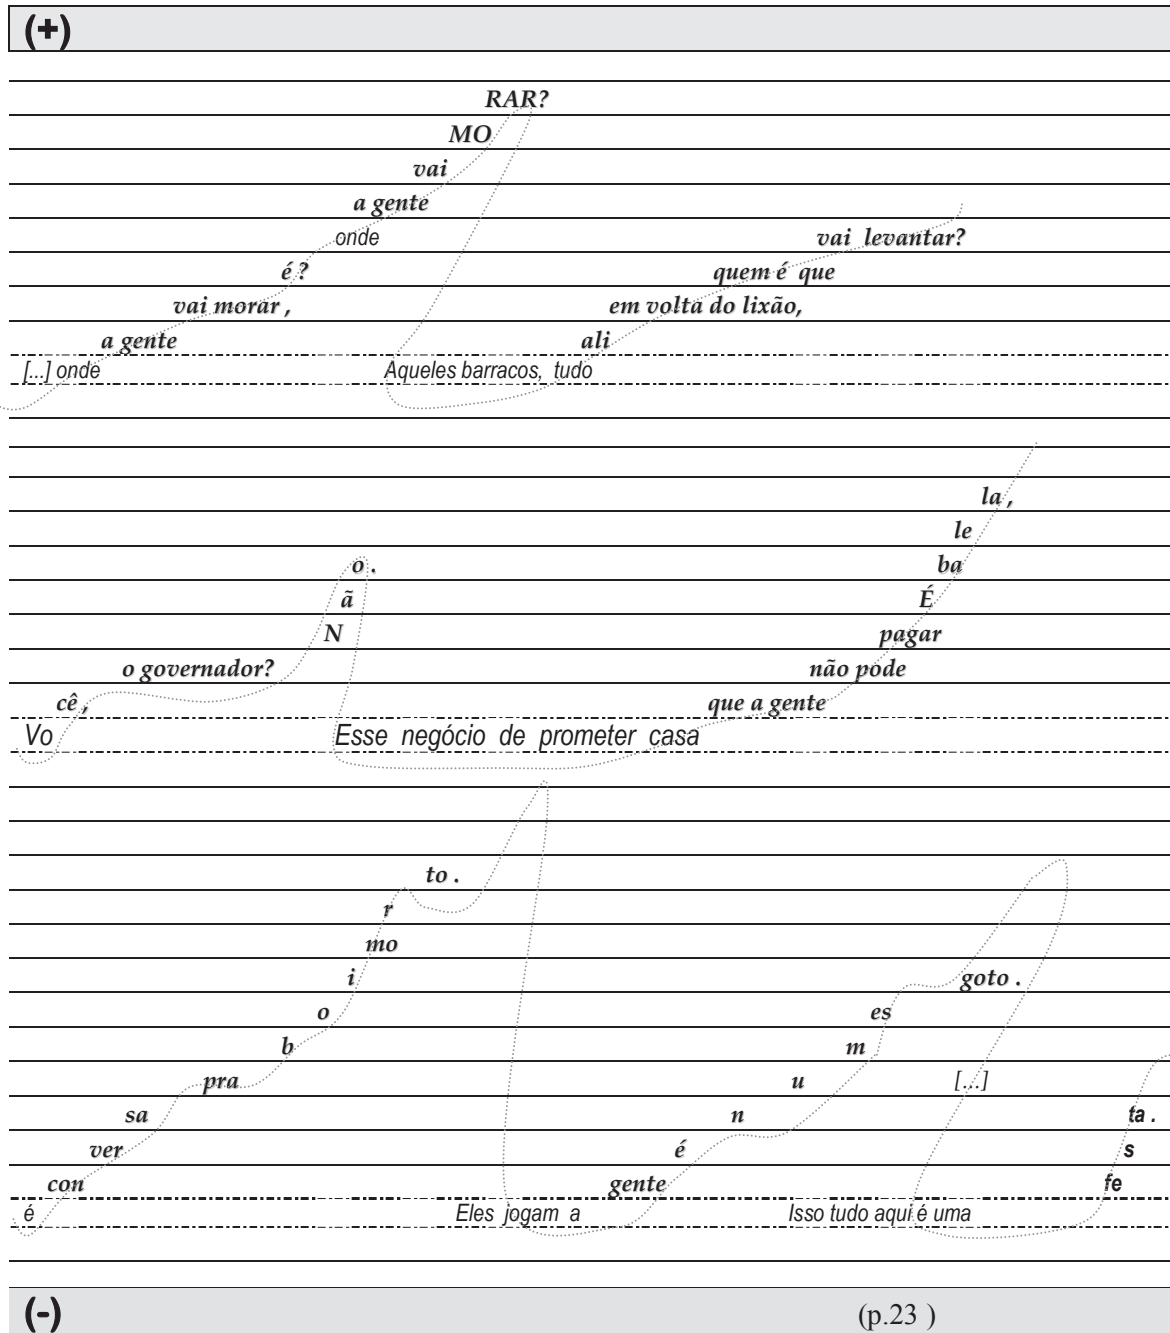 (+)
RAR?
MO
vai
a gente
onde vai levantar?
é ? quem é que
vai morar , em volta do lixão,
a gente ali
[...] onde Aqueles barracos, tudo
la ,
le
o . ba
ã É
N pagar
o governador? não pode
cê , que a gente
Vo Esse negócio de prometer casa
to .
r
mo
i goto .
o es
b m
pra u [...]
sa n ta .
ver é s
con gente fe
é Eles jogam a Isso tudo aqui é uma
(-) (p.23 )